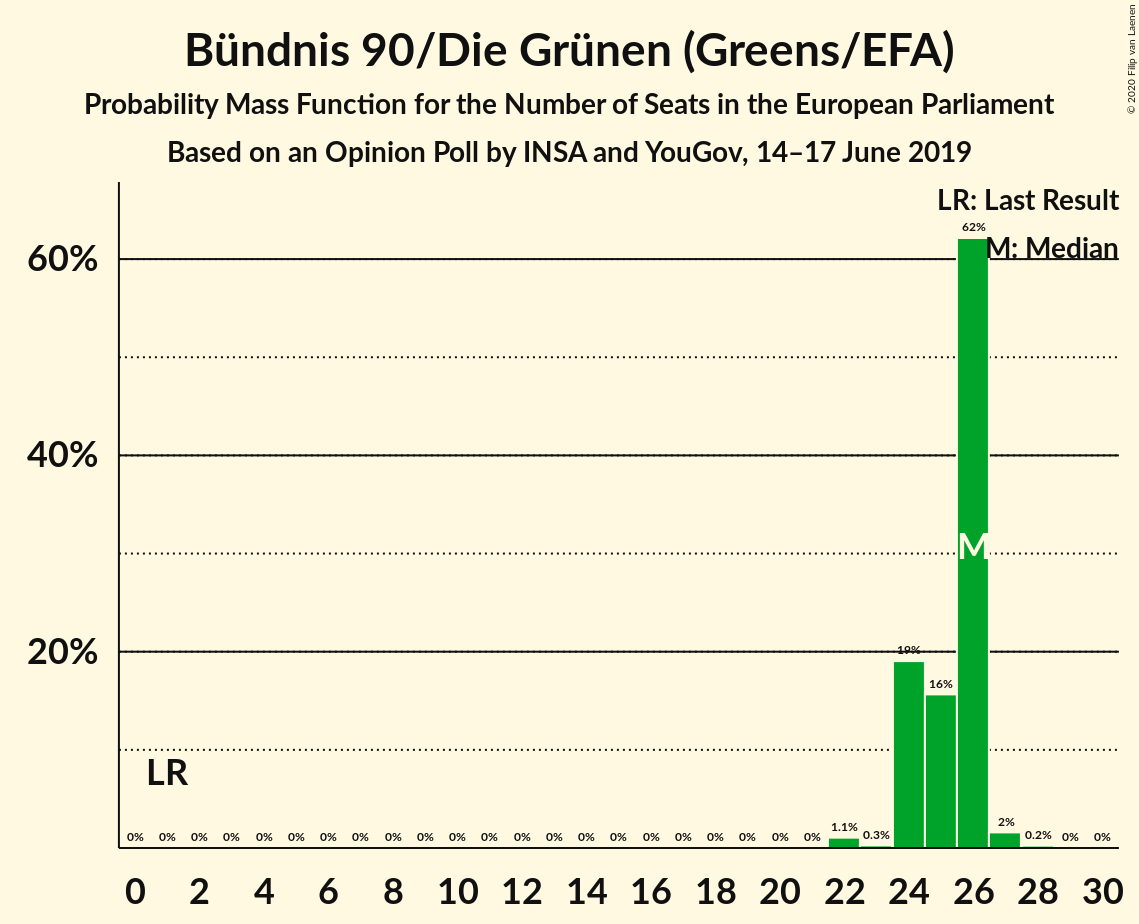 Bündnis 90/Die Grünen (Greens/EFA)
Probability Mass Function for the Number of Seats in the European Parliament
Based on an Opinion Poll by INSA and YouGov, 14–17 June 2019
© 2020 Filip van Laenen
LR: Last Result
M: Median
60%
40%
20%
62%
M
19%
16%
LR
0% 0% 0% 0% 0% 0% 0% 0% 0% 0% 0% 0% 0% 0% 0% 0% 0% 0% 0% 0% 0% 0% 1.1% 0.3% 2% 0.2% 0% 0%
0 2 4 6 8 10 12 14 16 18 20 22 24 26 28 30